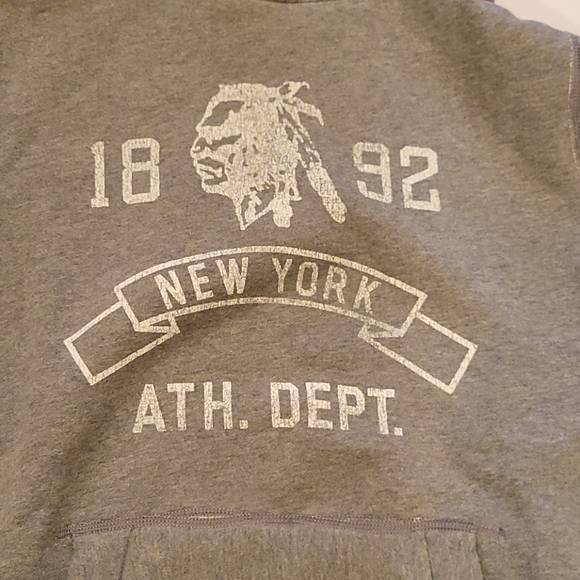 18 92
NEW YORK
ATH. DEPT.